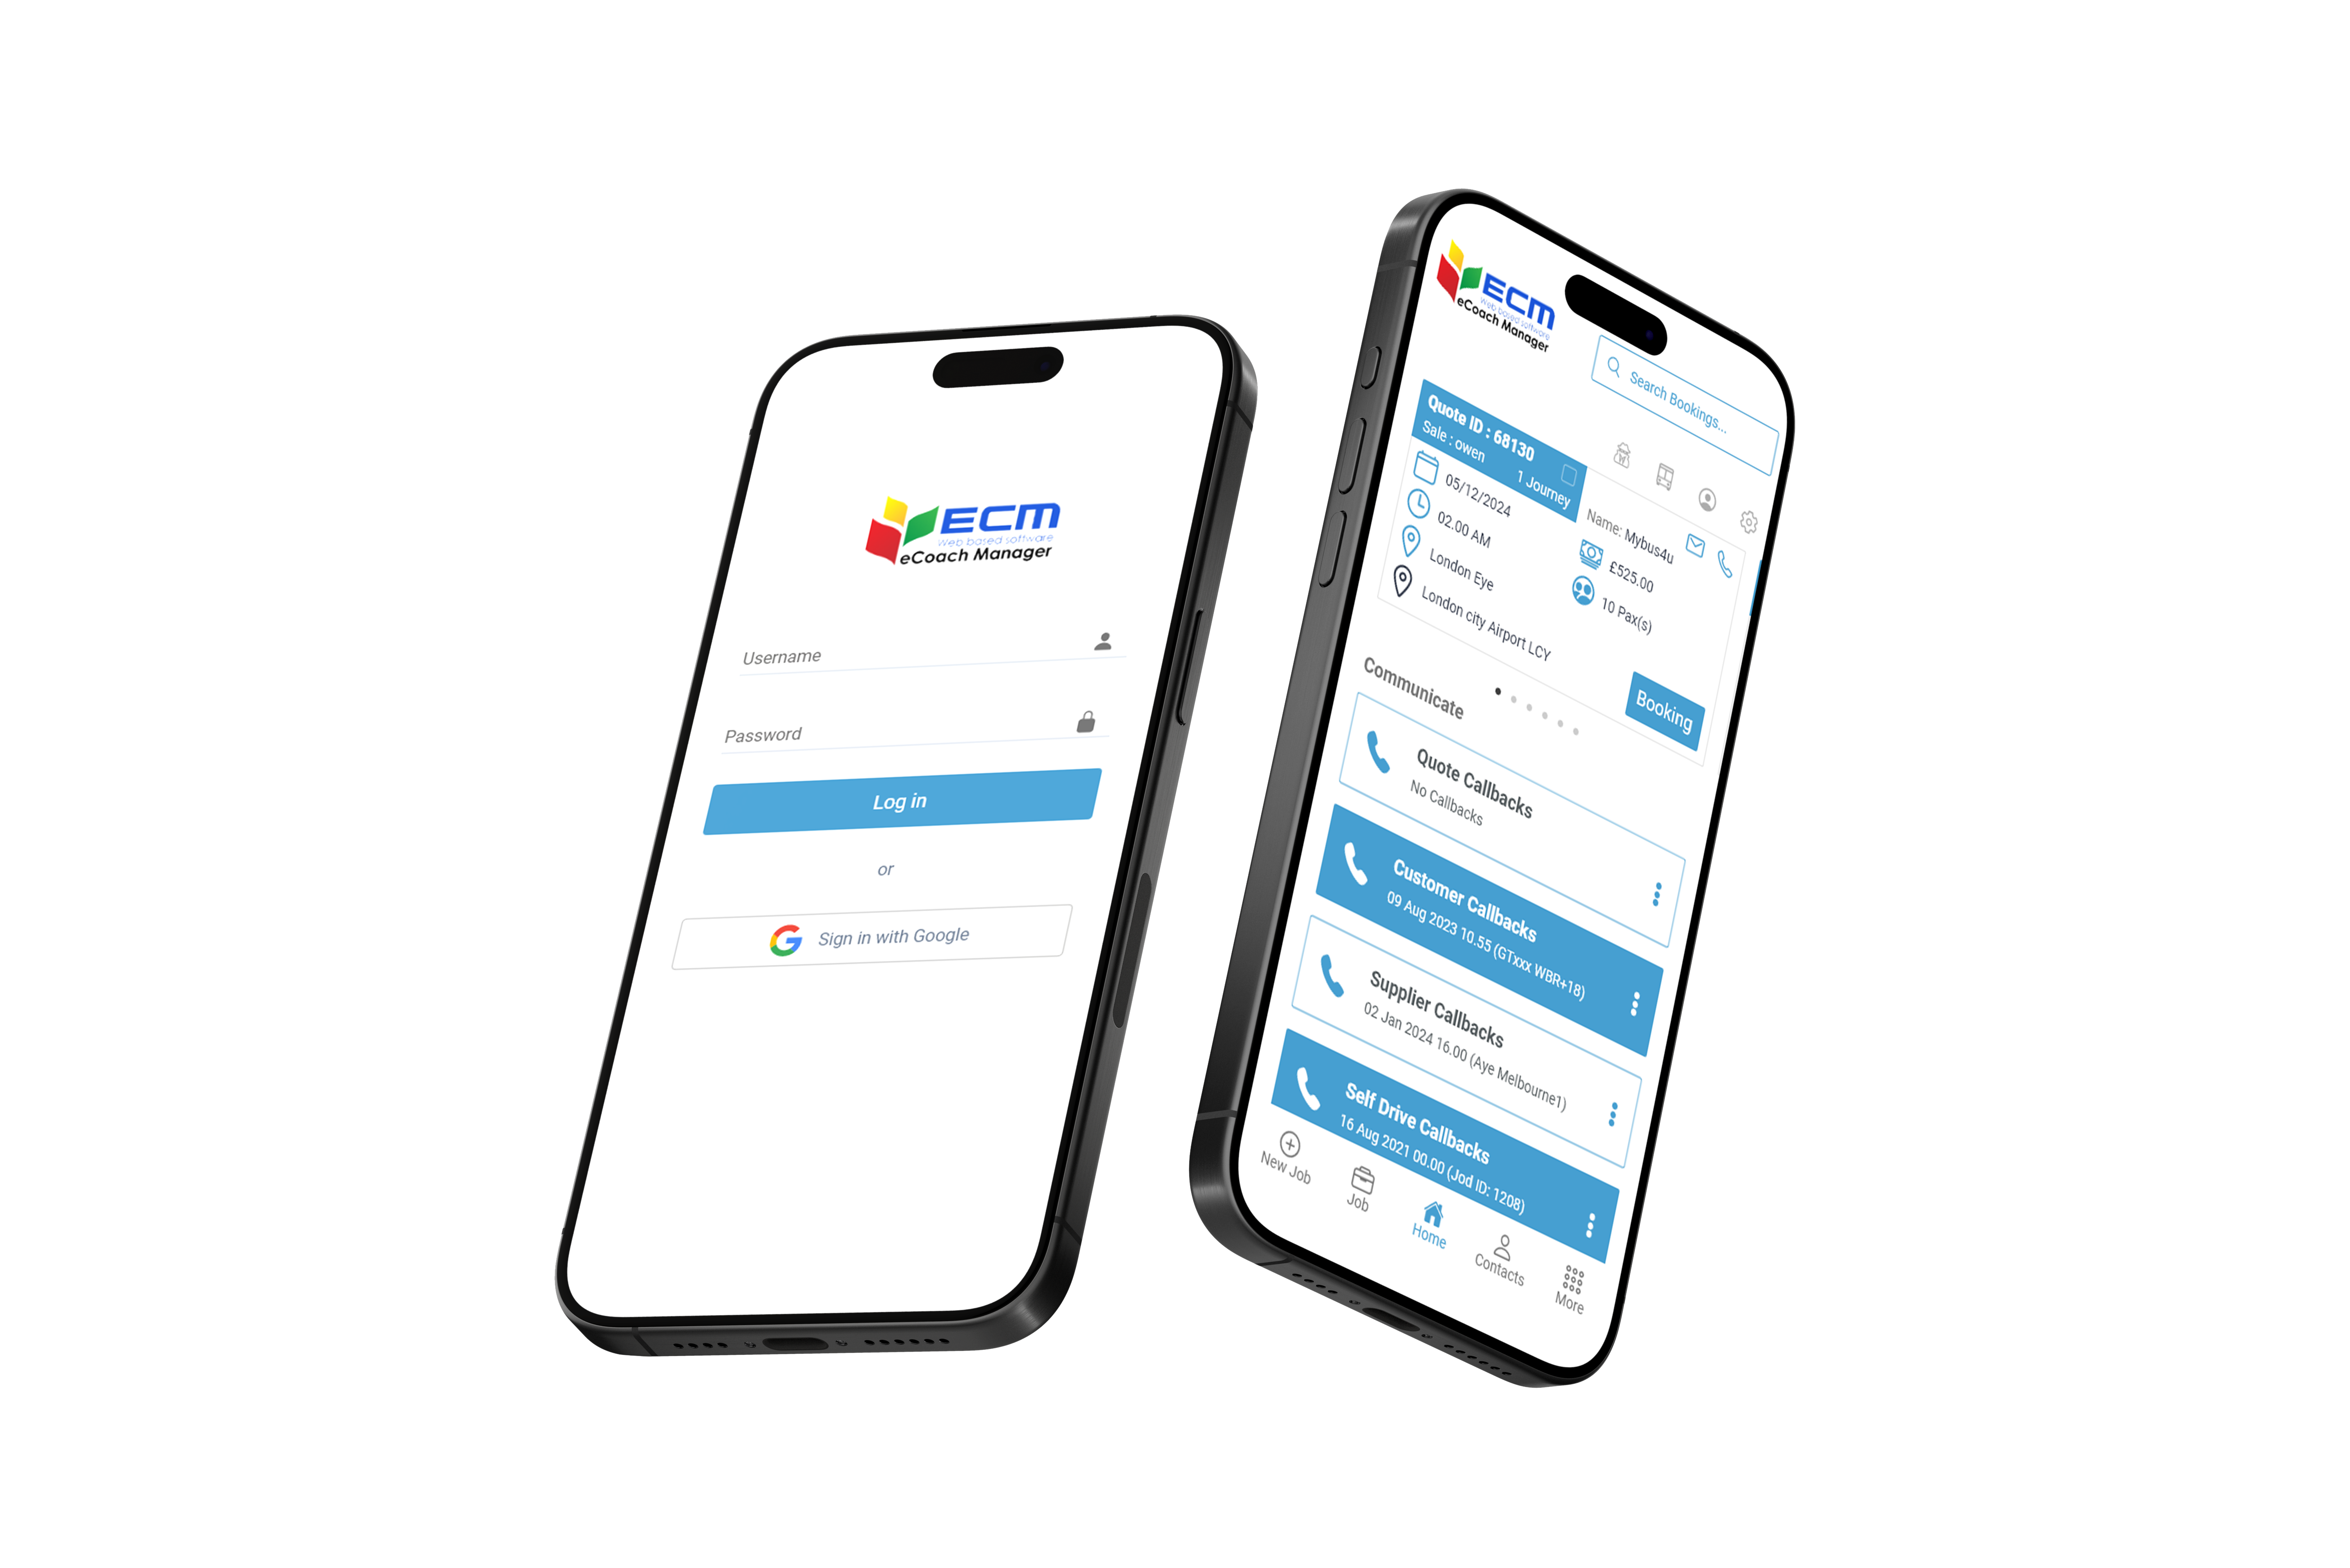 ECM
Web based software
eCoach Manager
Username
Password
Log in
or
Sign in with Google
ECM
Web based software
eCoach Manager
Search Bookings...
Quote ID : 68130
Sale : owen
1 Journey
05/12/2024
02.00 AM
London Eye
London city Airport LCY
Name: Mybus4u
£525.00
10 Pax(s)
Booking
Communicate
Quote Callbacks
No Callbacks
Customer Callbacks
09 Aug 2023 10.55 (GTxxx WBR+18)
Supplier Callbacks
02 Jan 2024 16.00 (Aye Melbourne1)
Self Drive Callbacks
16 Aug 2021 00.00 (Jod ID: 1208)
New Job
Job
Home
Contacts
More